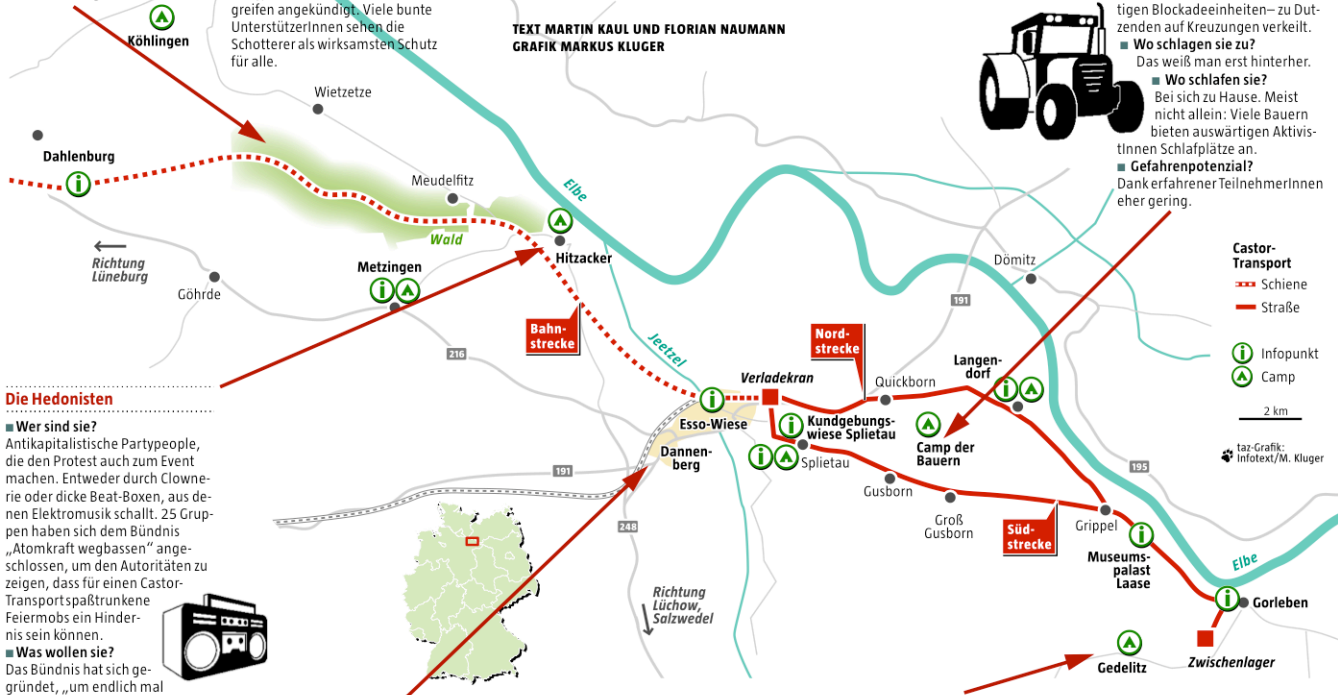 greifen angekündigt. Viele bunte
UnterstützerInnen sehen die
Schotterer als wirksamsten Schutz
für alle.
TEXT MARTIN KAUL UND FLORIAN NAUMANN
GRAFIK MARKUS KLUGER
tigen Blockadeeinheiten– zu Dut-
zenden auf Kreuzungen verkeilt.
Wo schlagen sie zu?
Das weiß man erst hinterher.
Wo schlafen sie?
Bei sich zu Hause. Meist
nicht allein: Viele Bauern
bieten auswärtigen Aktivis-
tInnen Schlafplätze an.
Gefahrenpotenzial?
Dank erfahrener TeilnehmerInnen
eher gering.
Köhlingen
Wietzetze
Dahlenburg
Meudelfitz
Elbe
Wald
Richtung
Lüneburg
Göhrde
Metzingen
Hitzacker
Bahn-
strecke
216
Jeetzel
Dömitz
191
Nord-
strecke
Langen-
dorf
Verladekran
Quickborn
Esso-Wiese
Kundgebungs-
wiese Splietau
Splietau
Camp der
Bauern
Dannen-
berg
191
Gusborn
Groß
Gusborn
195
248
Süd-
strecke
Grippel
Museums-
palast
Laase
Elbe
Gorleben
Richtung
Lüchow,
Salzwedel
Gedelitz
Zwischenlager
Castor-
Transport
Schiene
Straße
Infopunkt
Camp
2 km
taz-Grafik:
Infotext/M. Kluger
Die Hedonisten
Wer sind sie?
Antikapitalistische Partypeople,
die den Protest auch zum Event
machen. Entweder durch Clowne-
rie oder dicke Beat-Boxen, aus de-
nen Elektromusik schallt. 25 Grup-
pen haben sich dem Bündnis
„Atomkraft wegbassen“ ange-
schlossen, um den Autoritäten zu
zeigen, dass für einen Castor-
Transport spaßtrunkene
Feiermobs ein Hinder-
nis sein können.
Was wollen sie?
Das Bündnis hat sich ge-
gründet, „um endlich mal